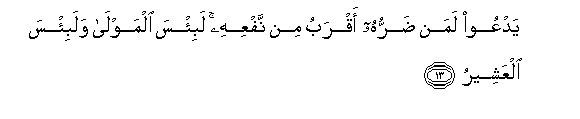 يَدْعُوا۟ لَمَن ضَرُّهُۥٓ أَقْرَبُ مِن نَّفْعِهِۦ ۚ لَبِئْسَ ٱلْمَوْلَىٰ وَلَبِئْسَ
ٱلْعَشِيرُ ۝١٣